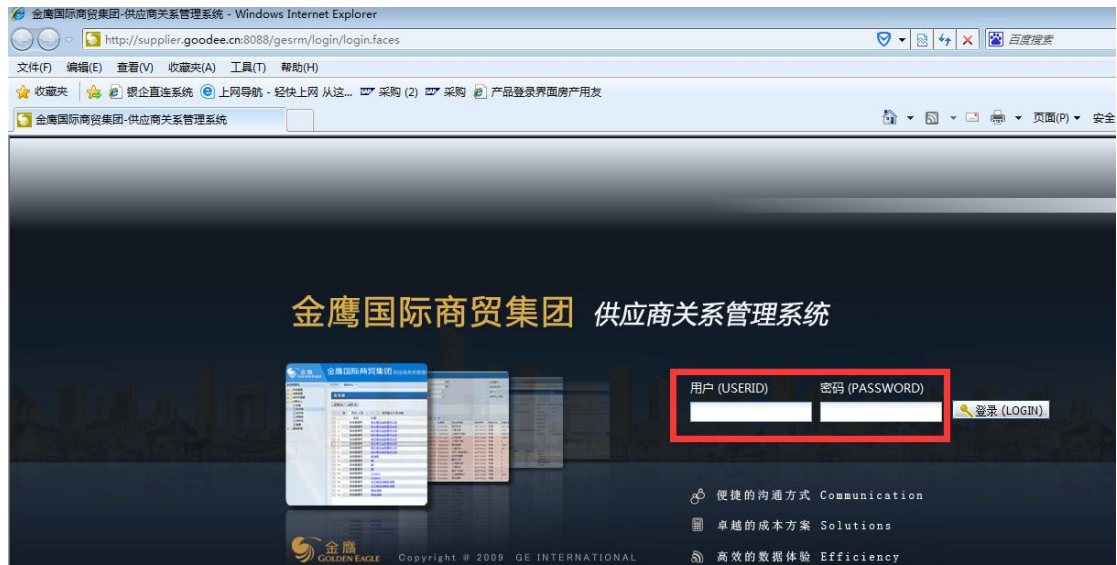 金鹰国际商贸集团-供应商关系管理系统 - Windows Internet Explorer
http://supplier.goodee.cn:8088/gesrm/login/login.faces
百度搜索
文件(F) 编辑(E) 查看(V) 收藏夹(A) 工具(T) 帮助(H)
收藏夹 银企直连系统 上网导航 - 轻快上网 从这... 采购 (2) 采购 产品登录界面房产用友
金鹰国际商贸集团-供应商关系管理系统 页面(P) 安全
金鹰国际商贸集团 供应商关系管理系统
金鹰国际商贸集团
用户 (USERID) 密码 (PASSWORD)
登录 (LOGIN)
便捷的沟通方式 Communication
卓越的成本方案 Solutions
金鷹
GOLDEN EAGLE Copyright @ 2009 GE INTERNATIONAL
高效的数据体验 Efficiency